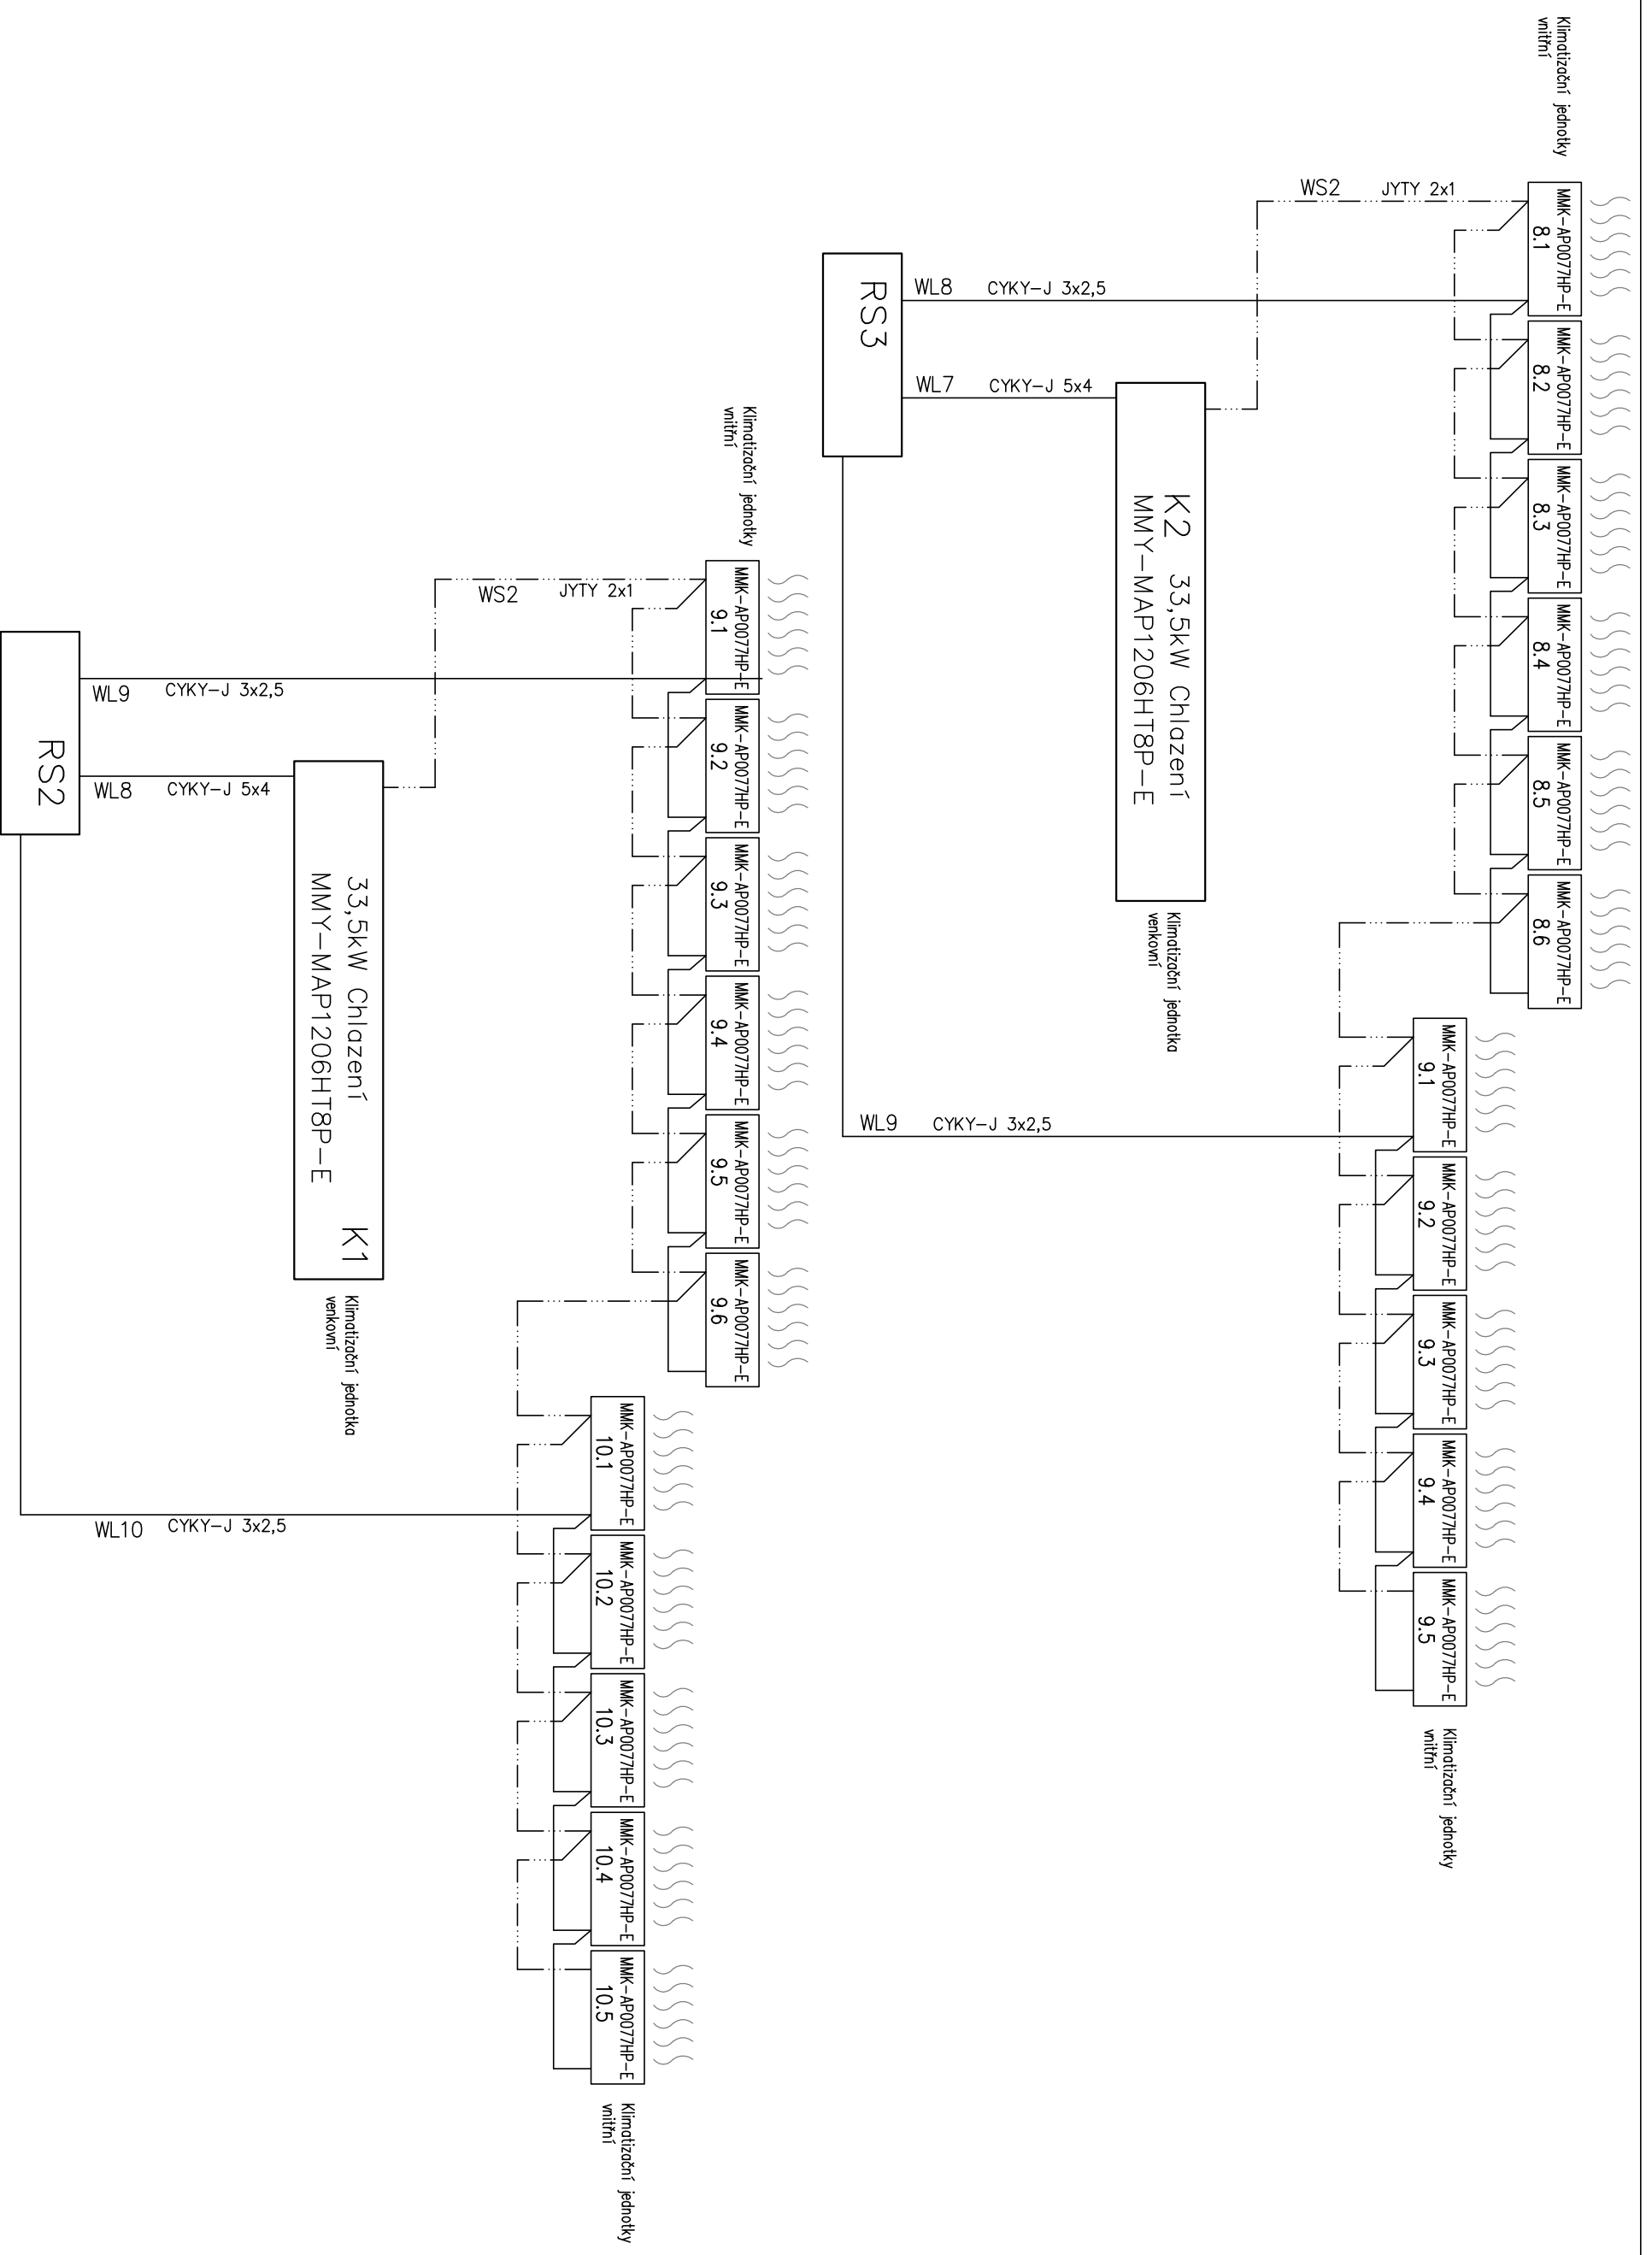 Klimatizační jednotky
vnitřní
MMK-AP0077HP-E
8.1
MMK-AP0077HP-E
8.2
MMK-AP0077HP-E
8.3
MMK-AP0077HP-E
8.4
MMK-AP0077HP-E
8.5
MMK-AP0077HP-E
8.6
MMK-AP0077HP-E
9.1
MMK-AP0077HP-E
9.2
MMK-AP0077HP-E
9.3
MMK-AP0077HP-E
9.4
MMK-AP0077HP-E
9.5
Klimatizační jednotky
vnitřní
WS2
JYTY 2x1
K2 33,5kW Chlazení
MMY-MAP1206HT8P-E
Klimatizační jednotka
venkovní
WL8
CYKY-J 3x2,5
WL7
CYKY-J 5x4
WL9
CYKY-J 3x2,5
RS3
Klimatizační jednotky
vnitřní
MMK-AP0077HP-E
9.1
MMK-AP0077HP-E
9.2
MMK-AP0077HP-E
9.3
MMK-AP0077HP-E
9.4
MMK-AP0077HP-E
9.5
MMK-AP0077HP-E
9.6
MMK-AP0077HP-E
10.1
MMK-AP0077HP-E
10.2
MMK-AP0077HP-E
10.3
MMK-AP0077HP-E
10.4
MMK-AP0077HP-E
10.5
Klimatizační jednotky
vnitřní
WS2
JYTY 2x1
33,5kW Chlazení
MMY-MAP1206HT8P-E
K1
Klimatizační jednotka
venkovní
WL9
CYKY-J 3x2,5
WL8
CYKY-J 5x4
WL10
CYKY-J 3x2,5
RS2